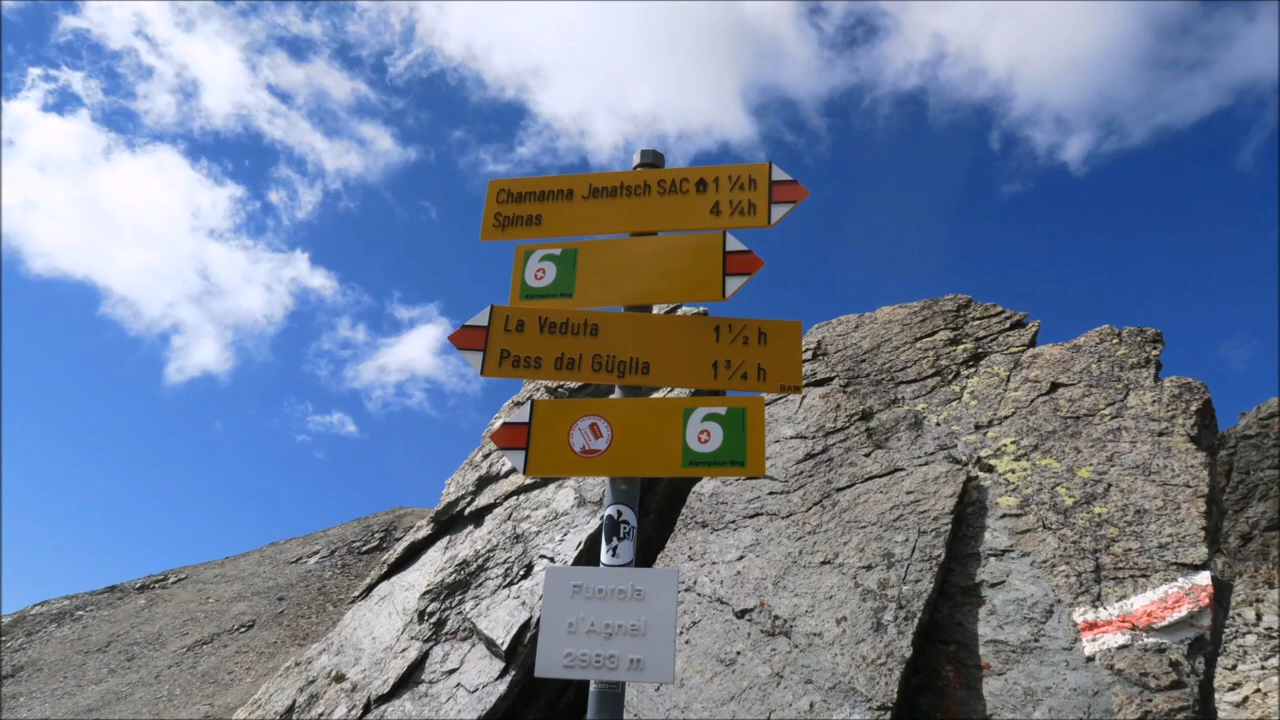 Chamanna Jenatsch SAC 1 ¼ h
Spinas 4 ¼ h
6
Alpenpässe-Weg
La Veduta 1 ½ h
Pass dal Güglia 1 ¾ h
BAW
6
Alpenpässe-Weg
Fuorcla
d'Agnel
2983 m